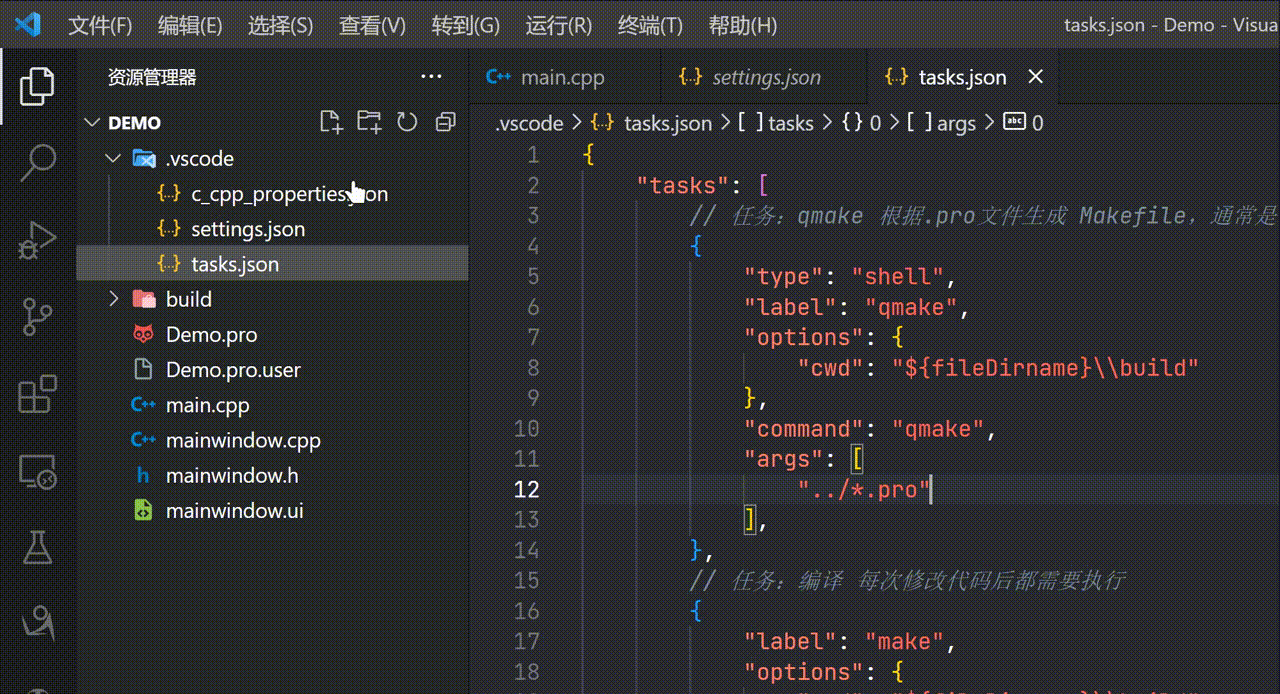 文件(F) 编辑(E) 选择(S) 查看(V) 转到(G) 运行(R) 终端(T) 帮助(H) tasks.json - Demo - Visua
资源管理器 ···
DEMO
.vscode
{..} c_cpp_properties.json
{..} settings.json
{..} tasks.json
build
Demo.pro
Demo.pro.user
C++ main.cpp
C++ mainwindow.cpp
h mainwindow.h
mainwindow.ui
C++ main.cpp {..} settings.json {..} tasks.json ×
.vscode > {..} tasks.json > [ ] tasks > {} 0 > [ ] args > abc 0
1 {
2 "tasks": [
3 // 任务：qmake 根据.pro文件生成 Makefile，通常是
4 {
5 "type": "shell",
6 "label": "qmake",
7 "options": {
8 "cwd": "${fileDirname}\\build"
9 },
10 "command": "qmake",
11 "args": [
12 "../*.pro"
13 ],
14 },
15 // 任务：编译 每次修改代码后都需要执行
16 {
17 "label": "make",
18 "options": {